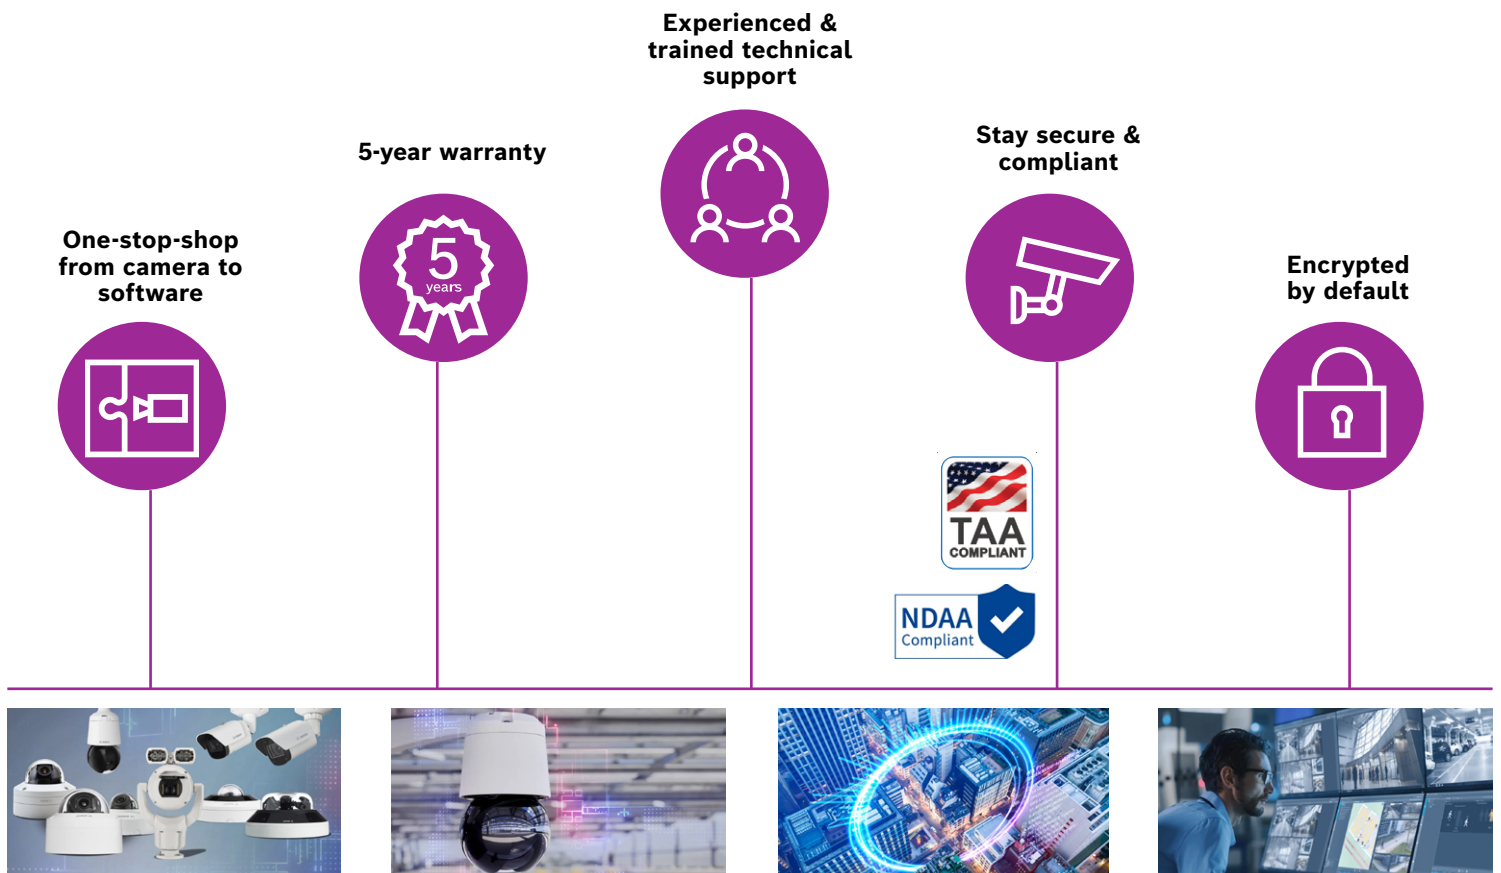 One-stop-shop
from camera to
software
5-year warranty
5
years
Experienced &
trained technical
support
Stay secure &
compliant
TAA
COMPLIANT
NDAA
Compliant
Encrypted
by default